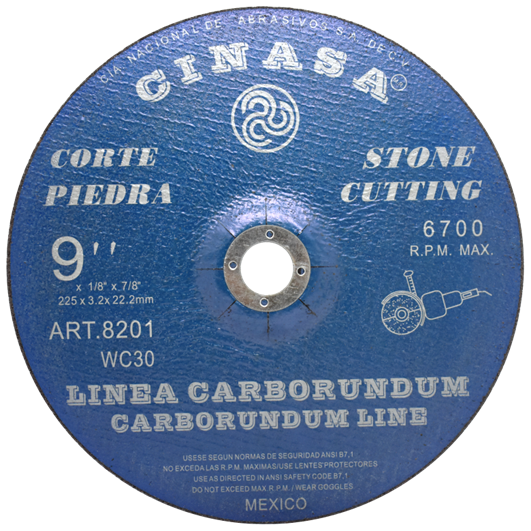 CIA. NACIONAL DE ABRASIVOS S.A. DE C.V.
CINASA®
CORTE
PIEDRA
STONE
CUTTING
9''
x 1/8" x 7/8"
225 x 3.2 x 22.2mm
6700
R.P.M. MAX.
ART.8201
WC30
LINEA CARBORUNDUM
CARBORUNDUM LINE
USESE SEGUN NORMAS DE SEGURIDAD ANSI B7,1
NO EXCEDA LAS R.P.M. MAXIMAS/USE LENTES PROTECTORES
USE AS DIRECTED IN ANSI SAFETY CODE B7.1
DO NOT EXCEED MAX R.P.M. / WEAR GOGGLES
MEXICO